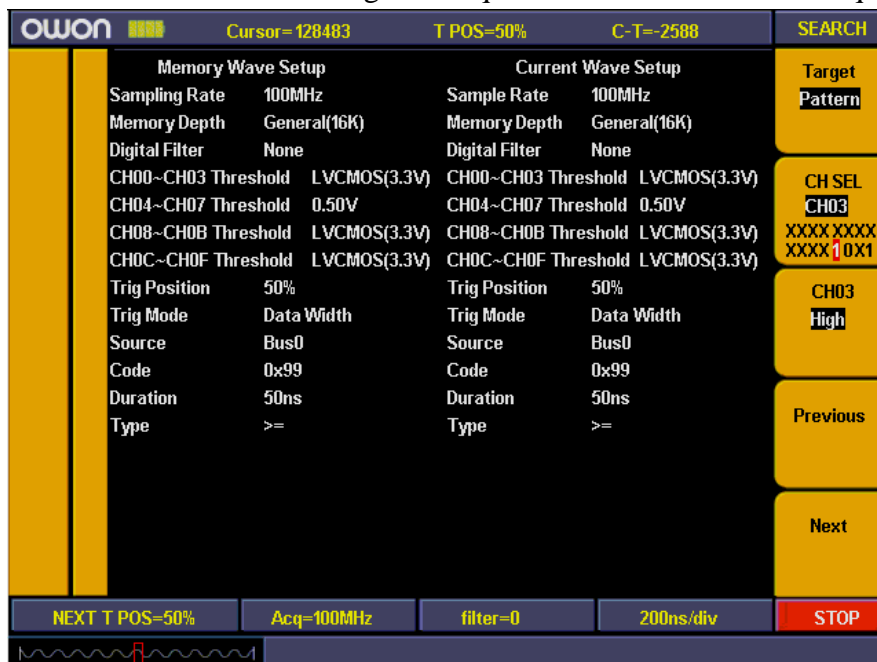 owon Cursor=128483 T POS=50% C-T=-2588 SEARCH
Memory Wave Setup Current Wave Setup
Sampling Rate 100MHz Sample Rate 100MHz
Memory Depth General(16K) Memory Depth General(16K)
Digital Filter None Digital Filter None
CH00~CH03 Threshold LVCMOS(3.3V) CH00~CH03 Threshold LVCMOS(3.3V)
CH04~CH07 Threshold 0.50V CH04~CH07 Threshold 0.50V
CH08~CH0B Threshold LVCMOS(3.3V) CH08~CH0B Threshold LVCMOS(3.3V)
CH0C~CH0F Threshold LVCMOS(3.3V) CH0C~CH0F Threshold LVCMOS(3.3V)
Trig Position 50% Trig Position 50%
Trig Mode Data Width Trig Mode Data Width
Source Bus0 Source Bus0
Code 0x99 Code 0x99
Duration 50ns Duration 50ns
Type >= Type >=
Target
Pattern
CH SEL
CH03
XXXX XXXX
XXXX 1 0X1
CH03
High
Previous
Next
NEXT T POS=50% Acq=100MHz filter=0 200ns/div STOP